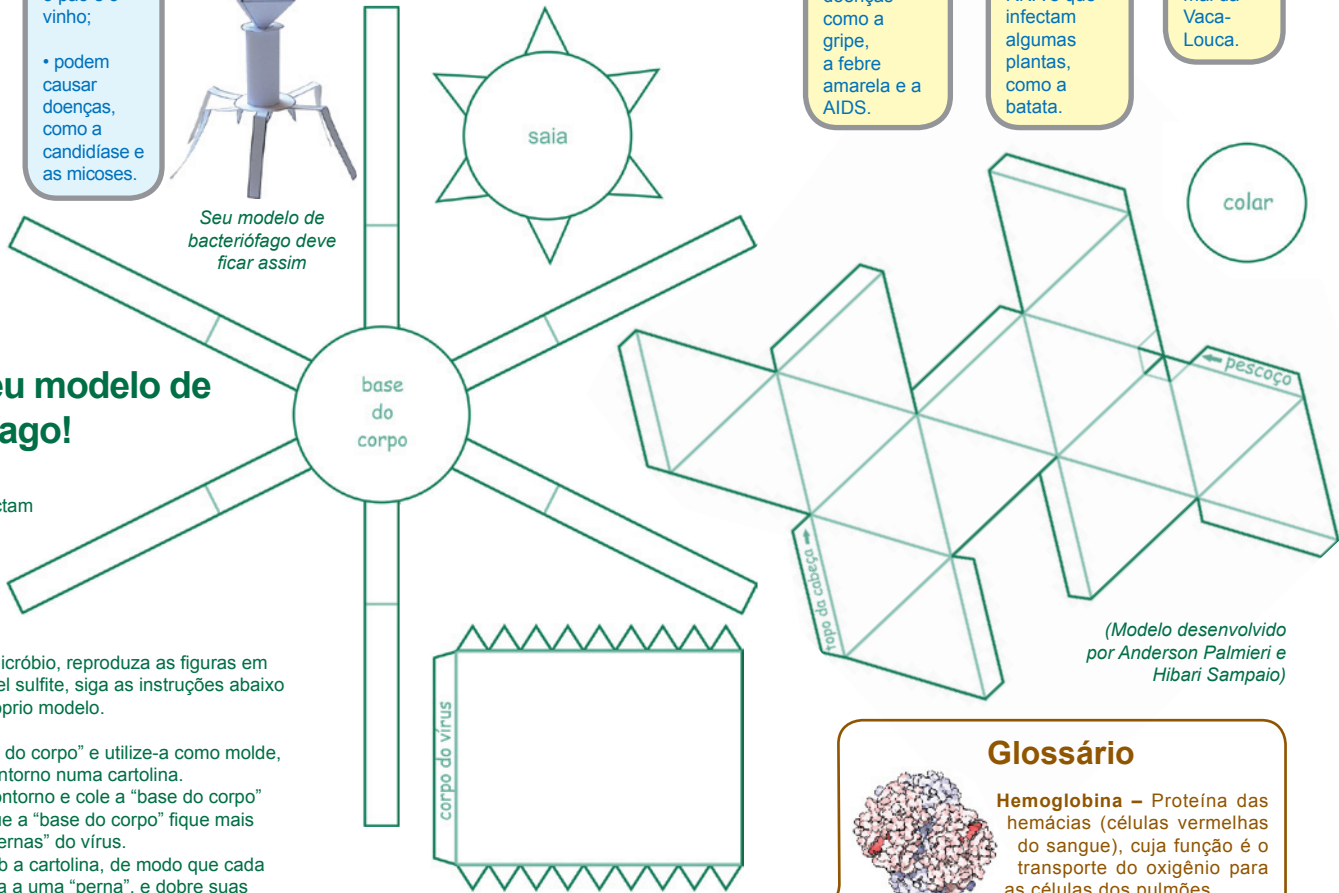 vinho;
• podem
causar
doenças,
como a
candidíase e
as micoses.
Seu modelo de
bacteriófago deve
ficar assim
saia
como a
gripe,
a febre
amarela e a
AIDS.
infectam
algumas
plantas,
como a
batata.
Vaca-
Louca.
colar
pescoço
base
do
corpo
topo da cabeça
corpo do vírus
(Modelo desenvolvido
por Anderson Palmieri e
Hibari Sampaio)
eu modelo de
ago!
ctam
icróbio, reproduza as figuras em
el sulfite, siga as instruções abaixo
óprio modelo.
do corpo” e utilize-a como molde,
ntorno numa cartolina.
ontorno e cole a “base do corpo”
ue a “base do corpo” fique mais
ernas” do vírus.
b a cartolina, de modo que cada
a a uma “perna”, e dobre suas
Glossário
Hemoglobina – Proteína das
hemácias (células vermelhas
do sangue), cuja função é o
transporte do oxigênio para
as células dos pulmões